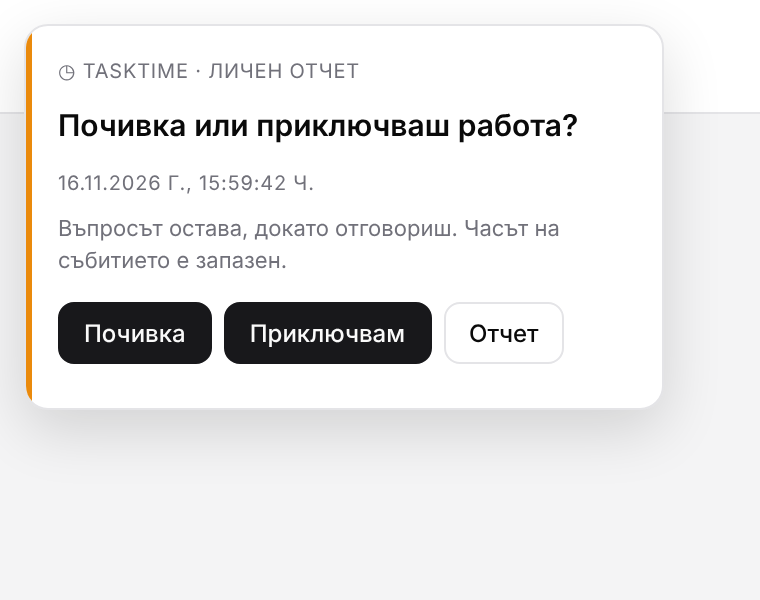 TASKTIME · ЛИЧЕН ОТЧЕТ
Почивка или приключваш работа?
16.11.2026 Г., 15:59:42 Ч.
Въпросът остава, докато отговориш. Часът на
събитието е запазен.
Почивка
Приключвам
Отчет